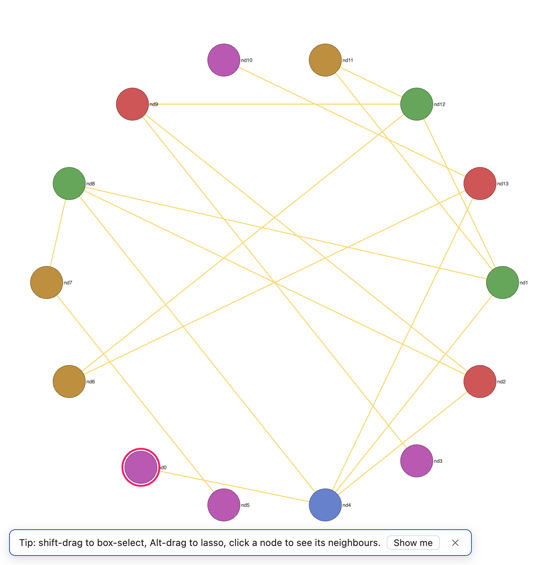 nd10
nd11
nd9
nd12
nd8
nd13
nd7
nd1
nd6
nd2
nd3
nd0
nd5
nd4
Tip: shift-drag to box-select, Alt-drag to lasso, click a node to see its neighbours. Show me